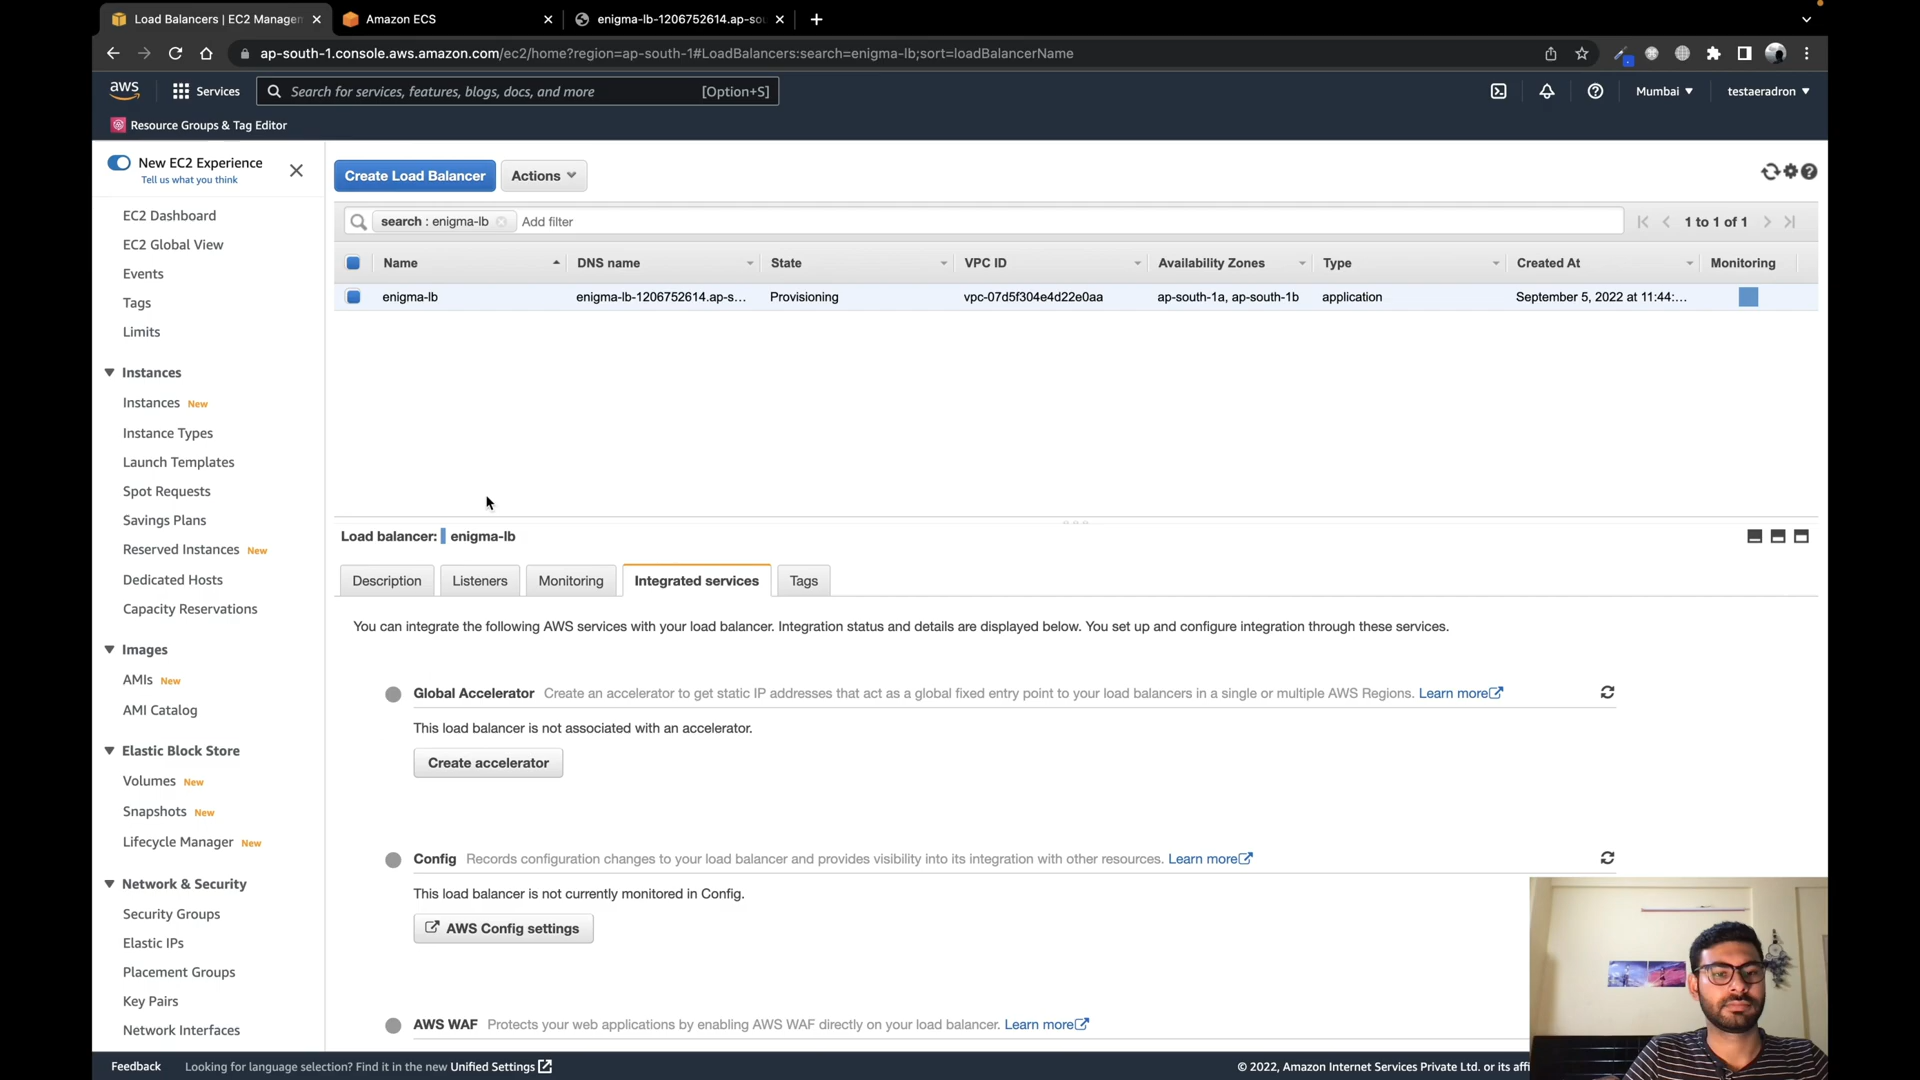 Load Balancers | EC2 Managen
Amazon ECS
enigma-lb-1206752614.ap-sou
ap-south-1.console.aws.amazon.com/ec2/home?region=ap-south-1#LoadBalancers:search=enigma-lb;sort=loadBalancerName
aws
Services
Search for services, features, blogs, docs, and more
[Option+S]
Mumbai
testaeradron
Resource Groups & Tag Editor
New EC2 Experience
Tell us what you think
EC2 Dashboard
EC2 Global View
Events
Tags
Limits
Instances
Instances New
Instance Types
Launch Templates
Spot Requests
Savings Plans
Reserved Instances New
Dedicated Hosts
Capacity Reservations
Images
AMIs New
AMI Catalog
Elastic Block Store
Volumes New
Snapshots New
Lifecycle Manager New
Network & Security
Security Groups
Elastic IPs
Placement Groups
Key Pairs
Network Interfaces
Create Load Balancer
Actions
search : enigma-lb
Add filter
1 to 1 of 1
Name
DNS name
State
VPC ID
Availability Zones
Type
Created At
Monitoring
enigma-lb
enigma-lb-1206752614.ap-s...
Provisioning
vpc-07d5f304e4d22e0aa
ap-south-1a, ap-south-1b
application
September 5, 2022 at 11:44:...
Load balancer: enigma-lb
Description
Listeners
Monitoring
Integrated services
Tags
You can integrate the following AWS services with your load balancer. Integration status and details are displayed below. You set up and configure integration through these services.
Global Accelerator Create an accelerator to get static IP addresses that act as a global fixed entry point to your load balancers in a single or multiple AWS Regions. Learn more
This load balancer is not associated with an accelerator.
Create accelerator
Config Records configuration changes to your load balancer and provides visibility into its integration with other resources. Learn more
This load balancer is not currently monitored in Config.
AWS Config settings
AWS WAF Protects your web applications by enabling AWS WAF directly on your load balancer. Learn more
Feedback
Looking for language selection? Find it in the new Unified Settings
© 2022, Amazon Internet Services Private Ltd. or its affi